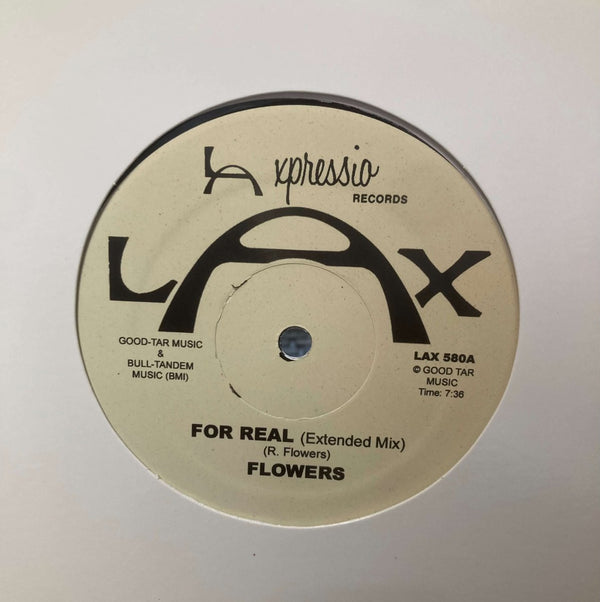 LA xpressio
RECORDS
LAX
GOOD-TAR MUSIC
&
BULL-TANDEM
MUSIC (BMI)
LAX 580A
© GOOD TAR
MUSIC
Time: 7:36
FOR REAL (Extended Mix)
(R. Flowers)
FLOWERS